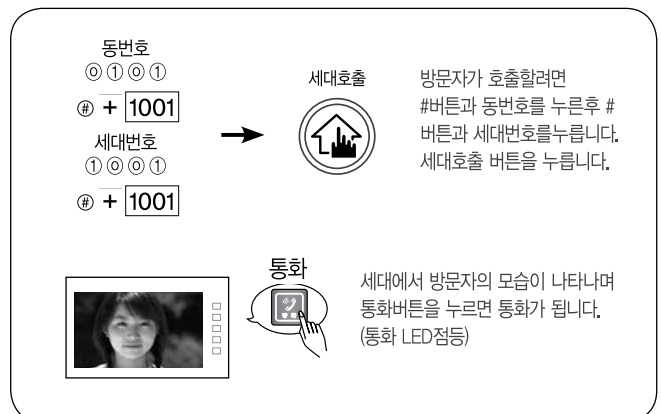 동번호
⓪①⓪①
# + 1001
세대번호
①⓪⓪①
# + 1001
세대호출
방문자가 호출할려면
#버튼과 동번호를 누른후 #
버튼과 세대번호를누릅니다.
세대호출 버튼을 누릅니다.
통화
세대에서 방문자의 모습이 나타나며
통화버튼을 누르면 통화가 됩니다.
(통화 LED점등)